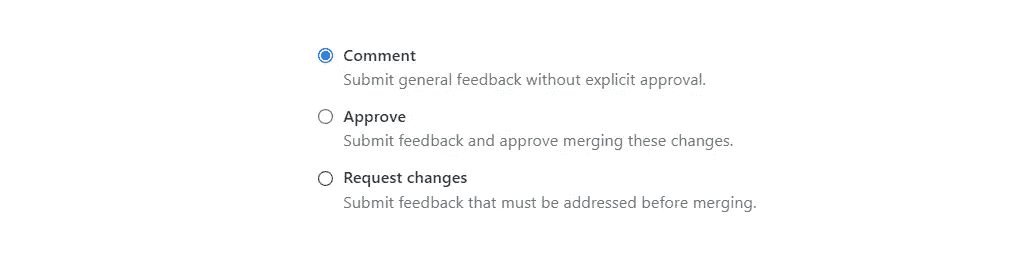 Comment
Submit general feedback without explicit approval.
Approve
Submit feedback and approve merging these changes.
Request changes
Submit feedback that must be addressed before merging.